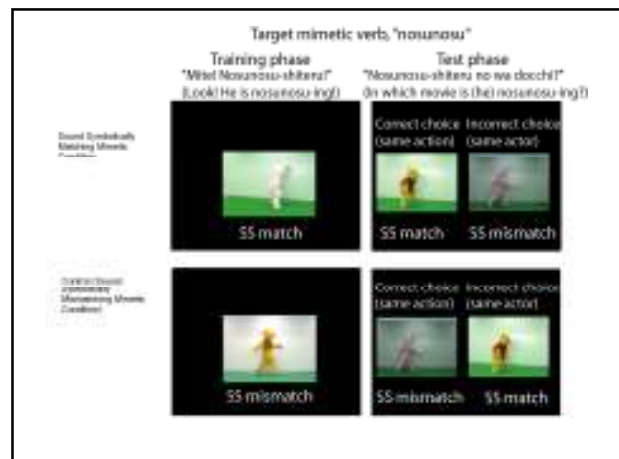 Target mimetic verb, "nosunosu"
Training phase
"Mite! Nosunosu-shiteru!"
(Look! He is nosunosu-ing!)
Test phase
"Nosunosu-shiteru no wa docchi?"
(In which movie is (he) nosunosu-ing?)
Sound Symbolically
Matching Mimetic
SS match
Correct choice
(same action)
Incorrect choice
(same actor)
SS match
SS mismatch
Mismatching Mimetic
Condition)
SS mismatch
Correct choice
(same action)
Incorrect choice
(same actor)
SS mismatch
SS match